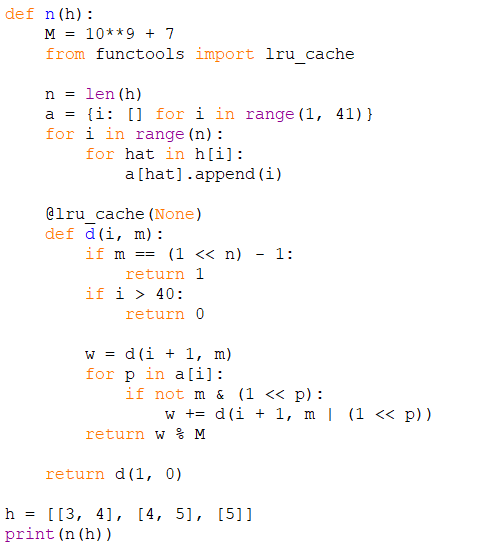 def n(h):
    M = 10**9 + 7
    from functools import lru_cache

    n = len(h)
    a = {i: [] for i in range(1, 41)}
    for i in range(n):
        for hat in h[i]:
            a[hat].append(i)

    @lru_cache(None)
    def d(i, m):
        if m == (1 << n) - 1:
            return 1
        if i > 40:
            return 0

        w = d(i + 1, m)
        for p in a[i]:
            if not m & (1 << p):
                w += d(i + 1, m | (1 << p))
        return w % M

    return d(1, 0)

h = [[3, 4], [4, 5], [5]]
print(n(h))